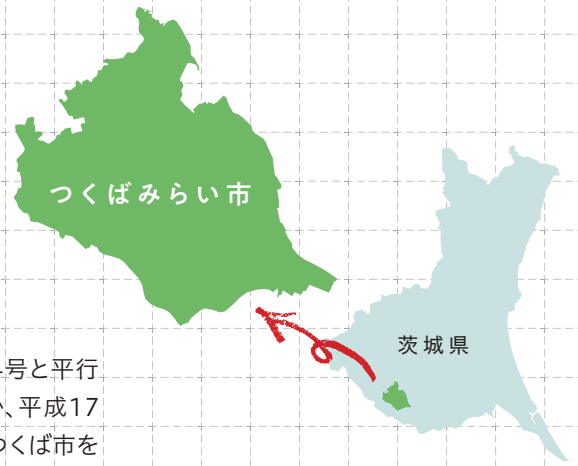 つくばみらい市
茨城県
号と平行
、平成17
つくば市を